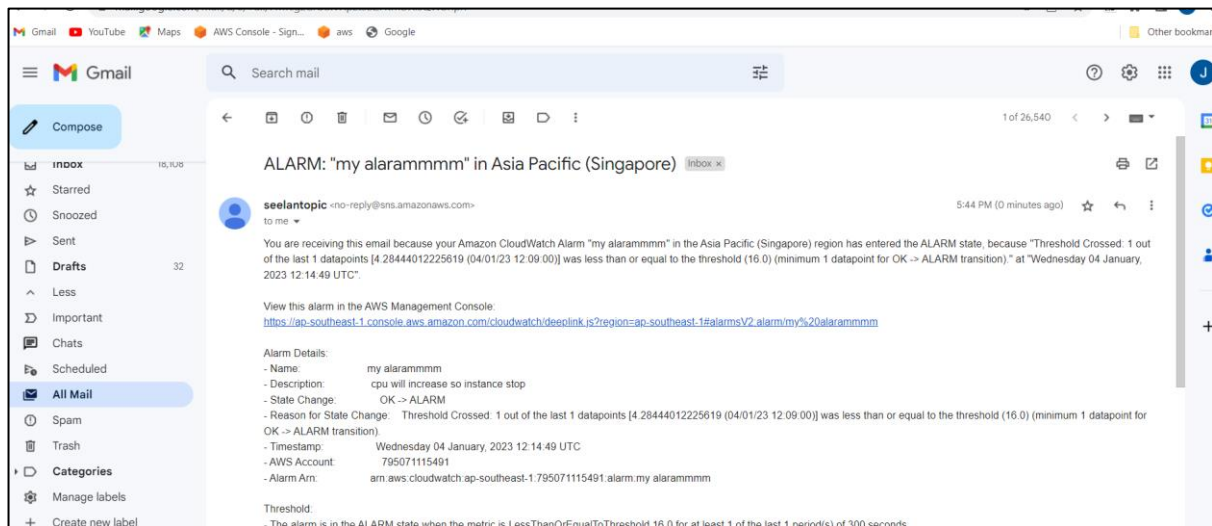 Gmail YouTube Maps AWS Console - Sign... aws Google Other bookmar
Gmail
Search mail
J
Compose
1 of 26,540
Inbox 18,108
Starred
Snoozed
Sent
Drafts 32
Less
Important
Chats
Scheduled
All Mail
Spam
Trash
Categories
Manage labels
Create new label
ALARM: "my alarammmm" in Asia Pacific (Singapore) Inbox ×
seelantopic <no-reply@sns.amazonaws.com> 5:44 PM (0 minutes ago)
to me
You are receiving this email because your Amazon CloudWatch Alarm "my alarammmm" in the Asia Pacific (Singapore) region has entered the ALARM state, because "Threshold Crossed: 1 out
of the last 1 datapoints [4.28444012225619 (04/01/23 12:09:00)] was less than or equal to the threshold (16.0) (minimum 1 datapoint for OK -> ALARM transition)." at "Wednesday 04 January,
2023 12:14:49 UTC".
View this alarm in the AWS Management Console:
https://ap-southeast-1.console.aws.amazon.com/cloudwatch/deeplink.js?region=ap-southeast-1#alarmsV2:alarm/my%20alarammmm
Alarm Details:
- Name: my alarammmm
- Description: cpu will increase so instance stop
- State Change: OK -> ALARM
- Reason for State Change: Threshold Crossed: 1 out of the last 1 datapoints [4.28444012225619 (04/01/23 12:09:00)] was less than or equal to the threshold (16.0) (minimum 1 datapoint for
OK -> ALARM transition).
- Timestamp: Wednesday 04 January, 2023 12:14:49 UTC
- AWS Account: 795071115491
- Alarm Arn: arn:aws:cloudwatch:ap-southeast-1:795071115491:alarm:my alarammmm
Threshold:
- The alarm is in the ALARM state when the metric is LessThanOrEqualToThreshold 16.0 for at least 1 of the last 1 period(s) of 300 seconds.